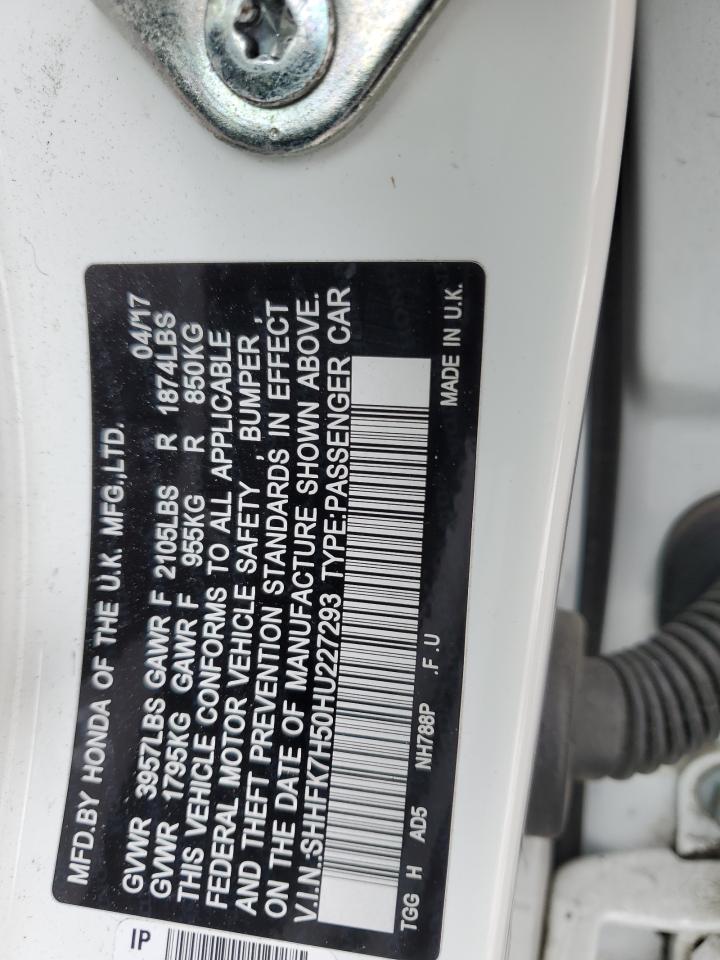 MFD.BY HONDA OF THE U.K. MFG.,LTD.
04/17
GVWR 3957LBS GAWR F 2105LBS R 1874LBS
GVWR 1795KG GAWR F 955KG R 850KG
THIS VEHICLE CONFORMS TO ALL APPLICABLE
FEDERAL MOTOR VEHICLE SAFETY , BUMPER ,
AND THEFT PREVENTION STANDARDS IN EFFECT
ON THE DATE OF MANUFACTURE SHOWN ABOVE.
V.I.N.:SHHFK7H50HU227293 TYPE:PASSENGER CAR
TGG H AD5 NH788P .F .U
MADE IN U.K.
IP